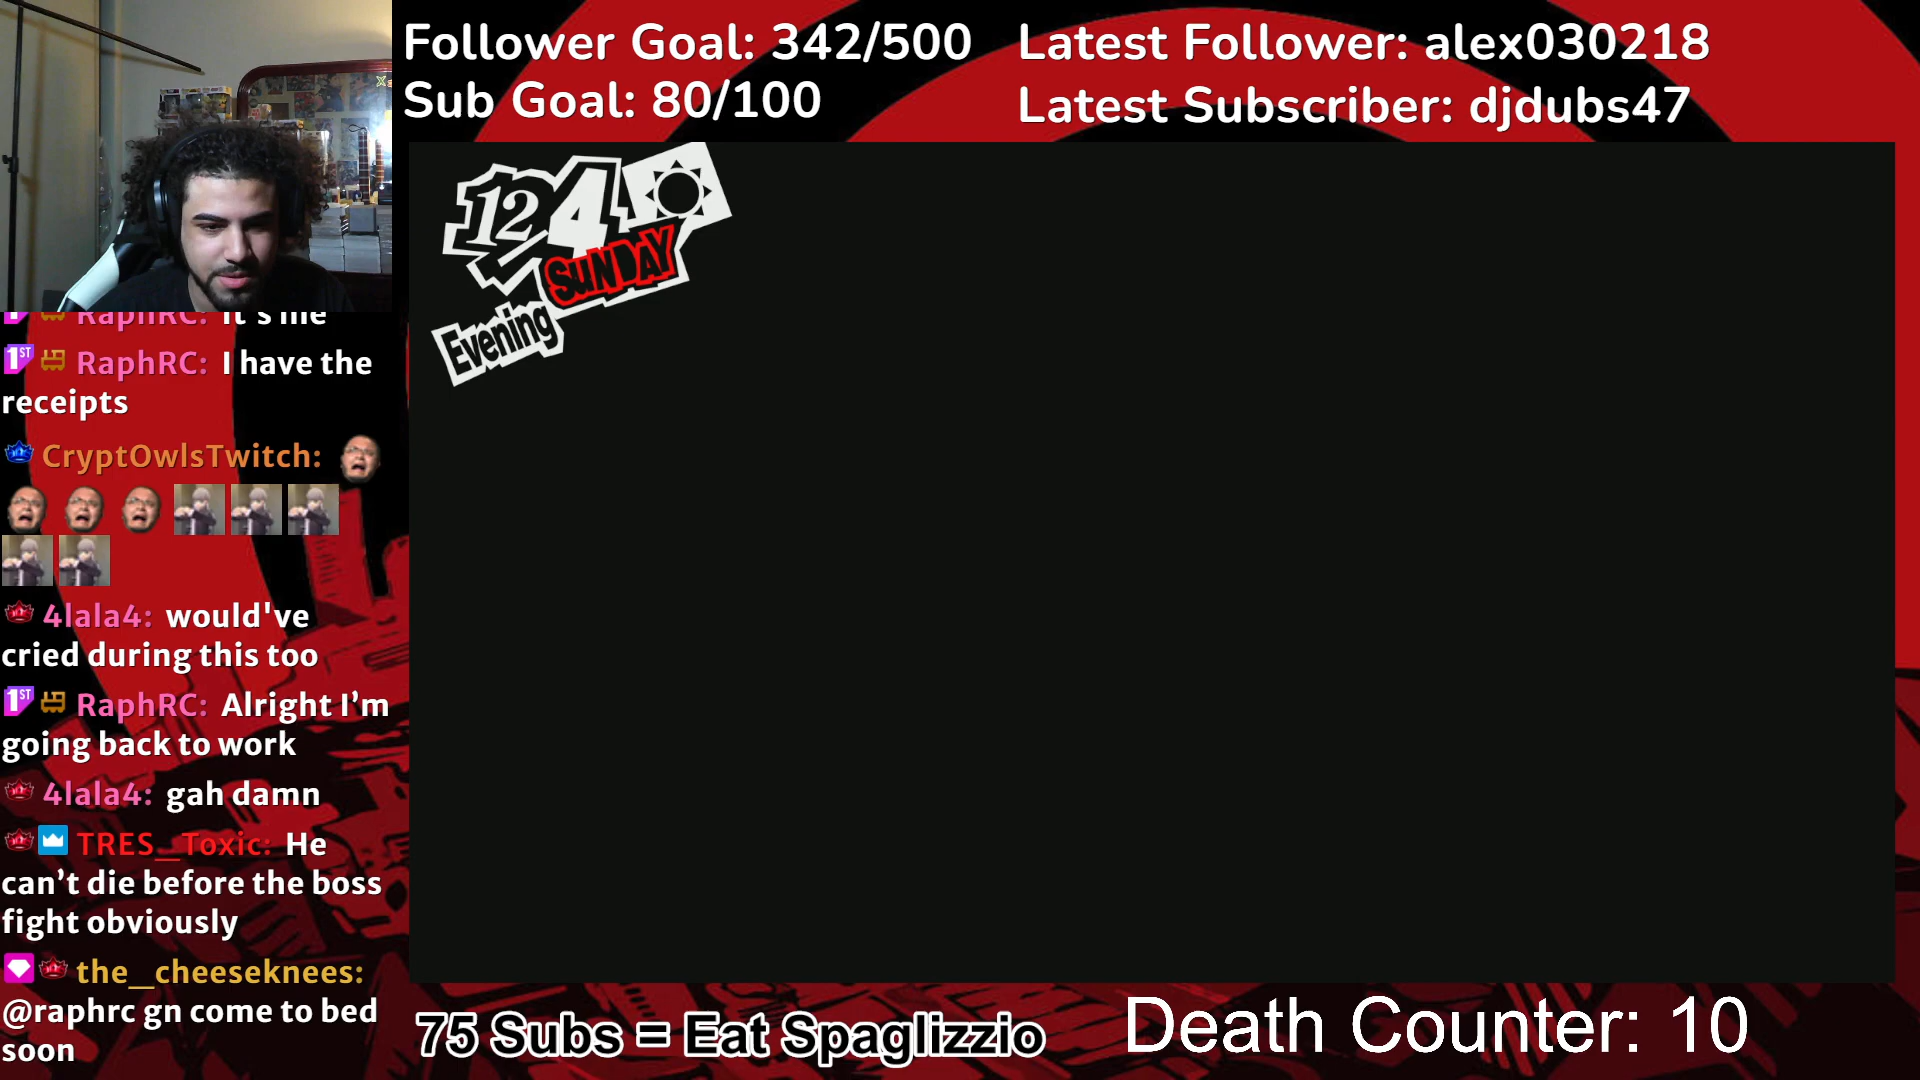 Follower Goal: 342/500
Sub Goal: 80/100
Latest Follower: alex030218
Latest Subscriber: djdubs47
12 4
SUNDAY
Evening
RaphRC: It's me
RaphRC: I have the
receipts
CryptOwlsTwitch:
4lala4: would've
cried during this too
RaphRC: Alright I’m
going back to work
4lala4: gah damn
TRES_Toxic: He
can’t die before the boss
fight obviously
the_cheeseknees:
@raphrc gn come to bed
soon
75 Subs = Eat Spaglizzio
Death Counter: 10